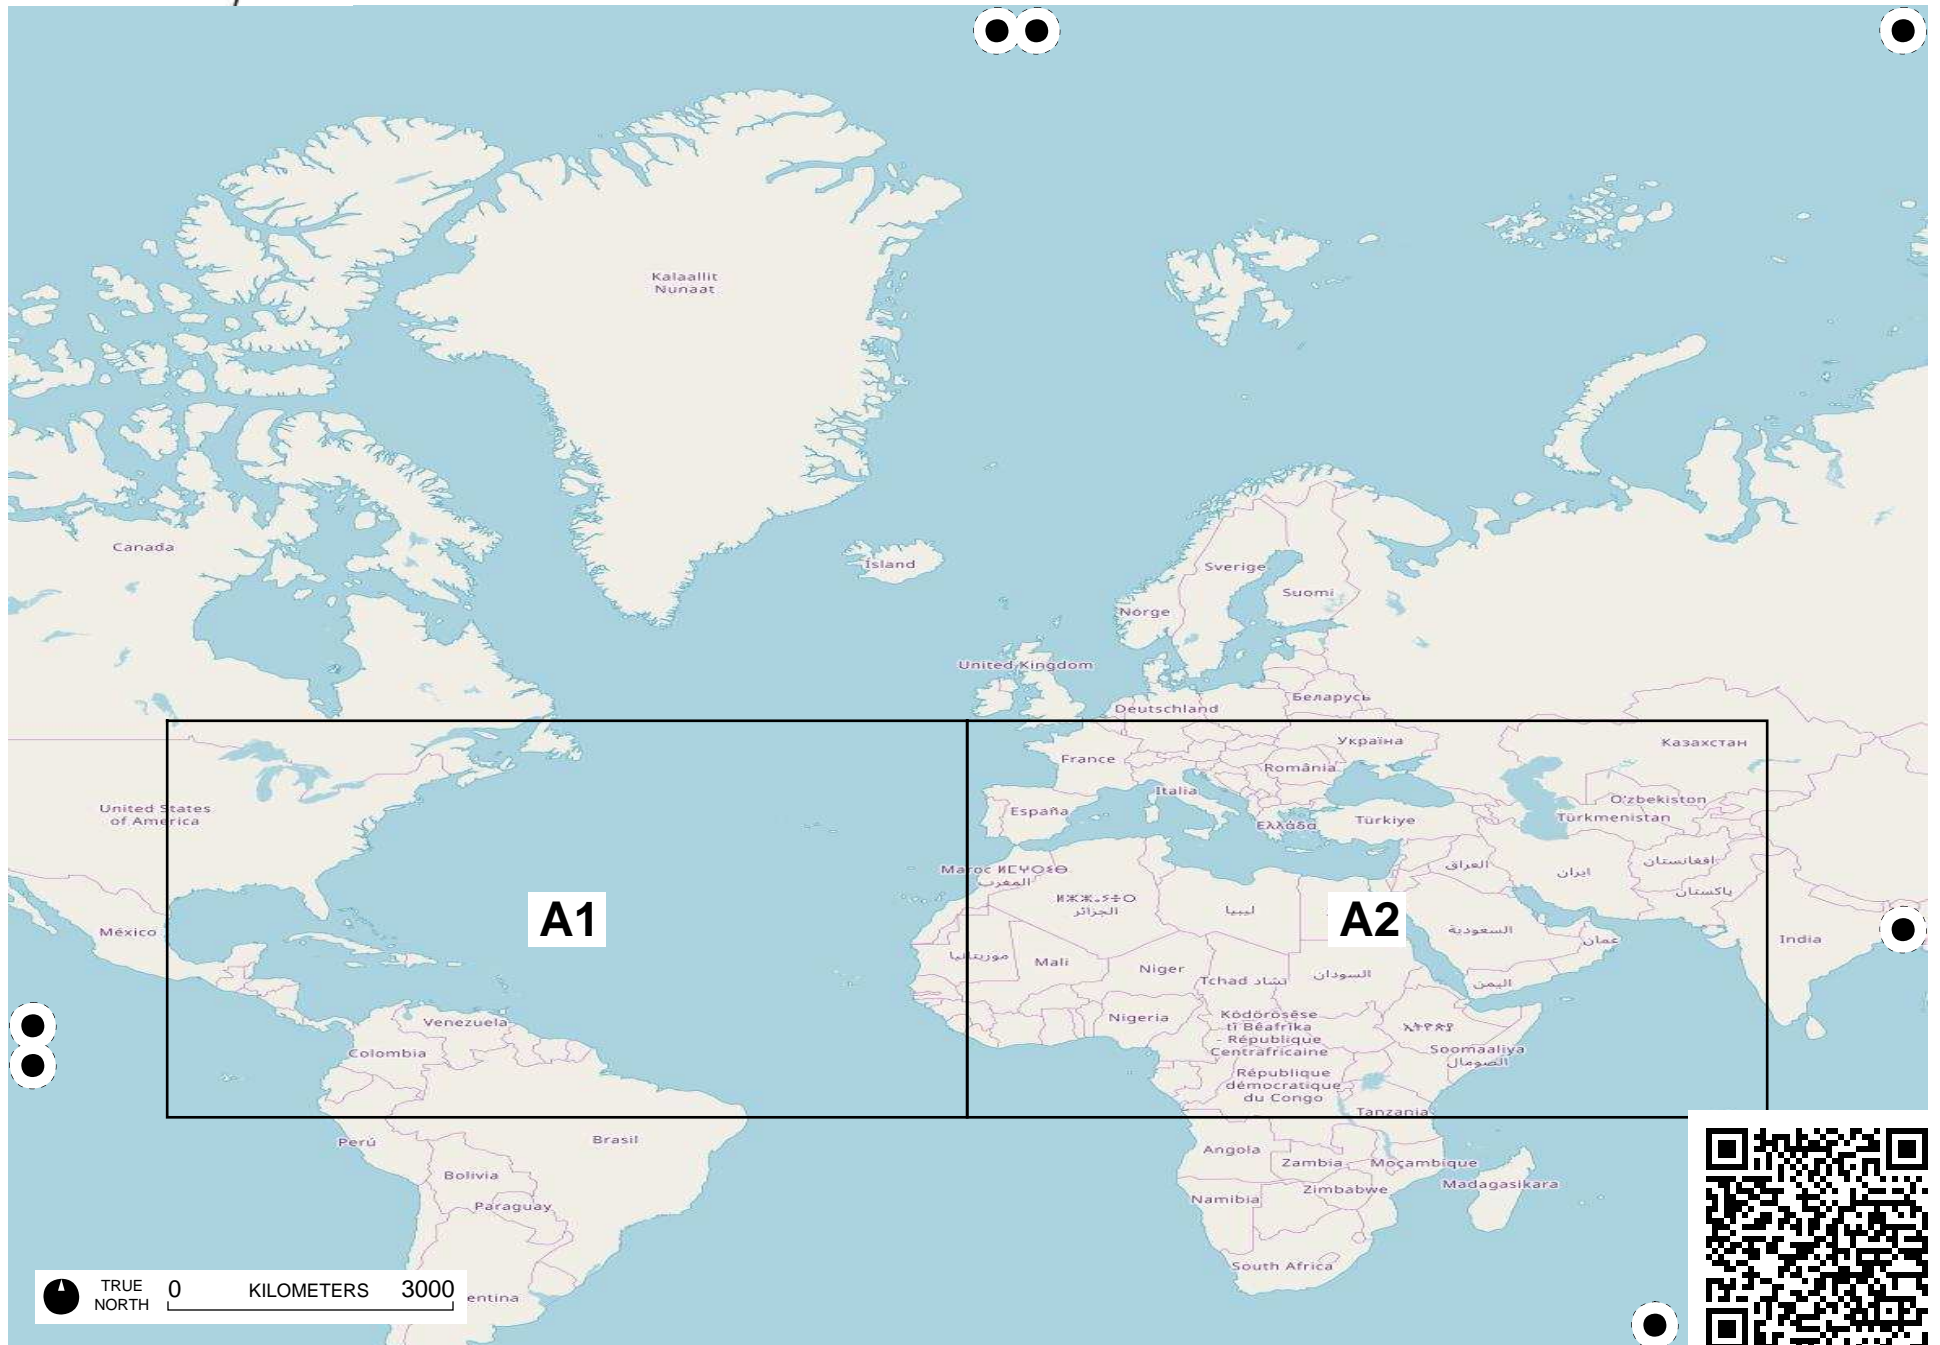 Kalaallit
Nunaat
Canada
Ísland
Sverige
Suomi
Norge
United Kingdom
Беларусь
Deutschland
Україна
Казахстан
France
România
Italia
O'zbekiston
United States
of America
España
Türkmenistan
Türkiye
Ελλάδα
افغانستان
العراق
Maroc ⵍⵎⵖⵔⵉⴱ
المغرب
ایران
پاکستان
الجزائر
ليبيا
A1
A2
México
السعودية
عمان
India
موريتانيا
Mali
Niger
Tchad تشاد
السودان
اليمن
Venezuela
Nigeria
Ködörösêse
tî Bêafrîka
- République
Centrafricaine
Colombia
Soomaaliya
الصومال
République
démocratique
du Congo
Tanzania
Perú
Brasil
Angola
Zambia
Moçambique
Bolivia
Madagasikara
Zimbabwe
Namibia
Paraguay
South Africa
TRUE
NORTH
0 KILOMETERS 3000
entina